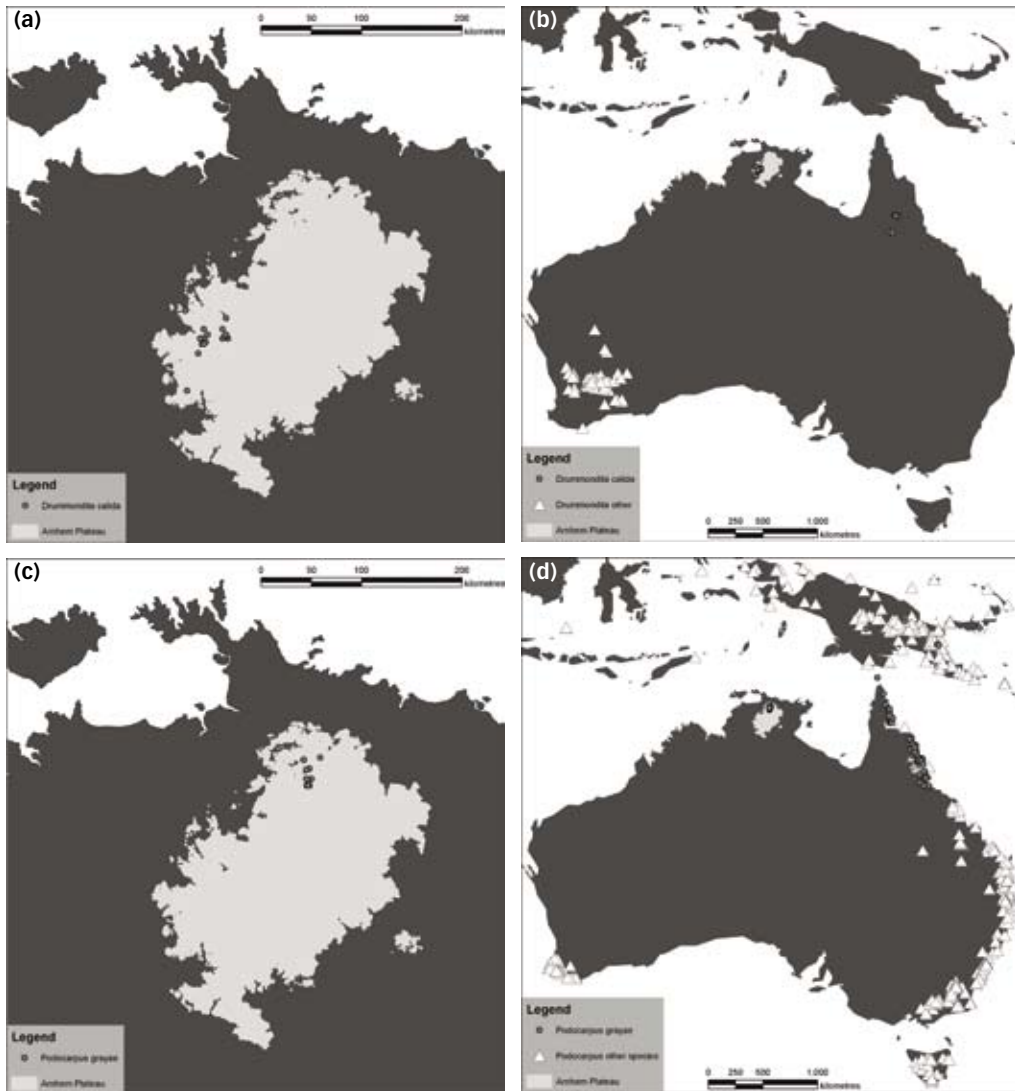 (a)
0 50 100 200
kilometres
Legend
Drummondita calida
Arnhem Plateau
(b)
Legend
Drummondita calida
Drummondita other
Arnhem Plateau
0 250 500 1,000
kilometres
(c)
0 50 100 200
kilometres
Legend
Podocarpus grayae
Arnhem Plateau
(d)
Legend
Podocarpus grayae
Podocarpus other species
Arnhem Plateau
0 250 500 1,000
kilometres